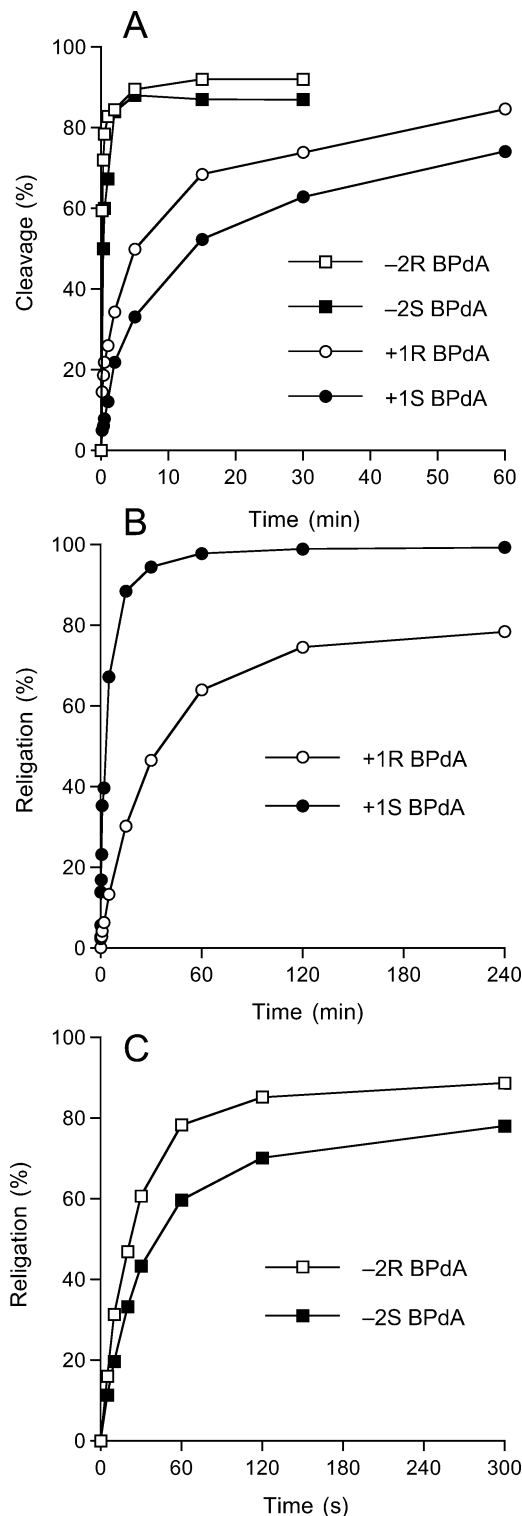 A
100
80
60
40
20
0
Cleavage (%)
–2R BPdA
–2S BPdA
+1R BPdA
+1S BPdA
0 10 20 30 40 50 60
Time (min)
B
100
80
60
40
20
0
Religation (%)
+1R BPdA
+1S BPdA
0 60 120 180 240
Time (min)
C
100
80
60
40
20
0
Religation (%)
–2R BPdA
–2S BPdA
0 60 120 180 240 300
Time (s)